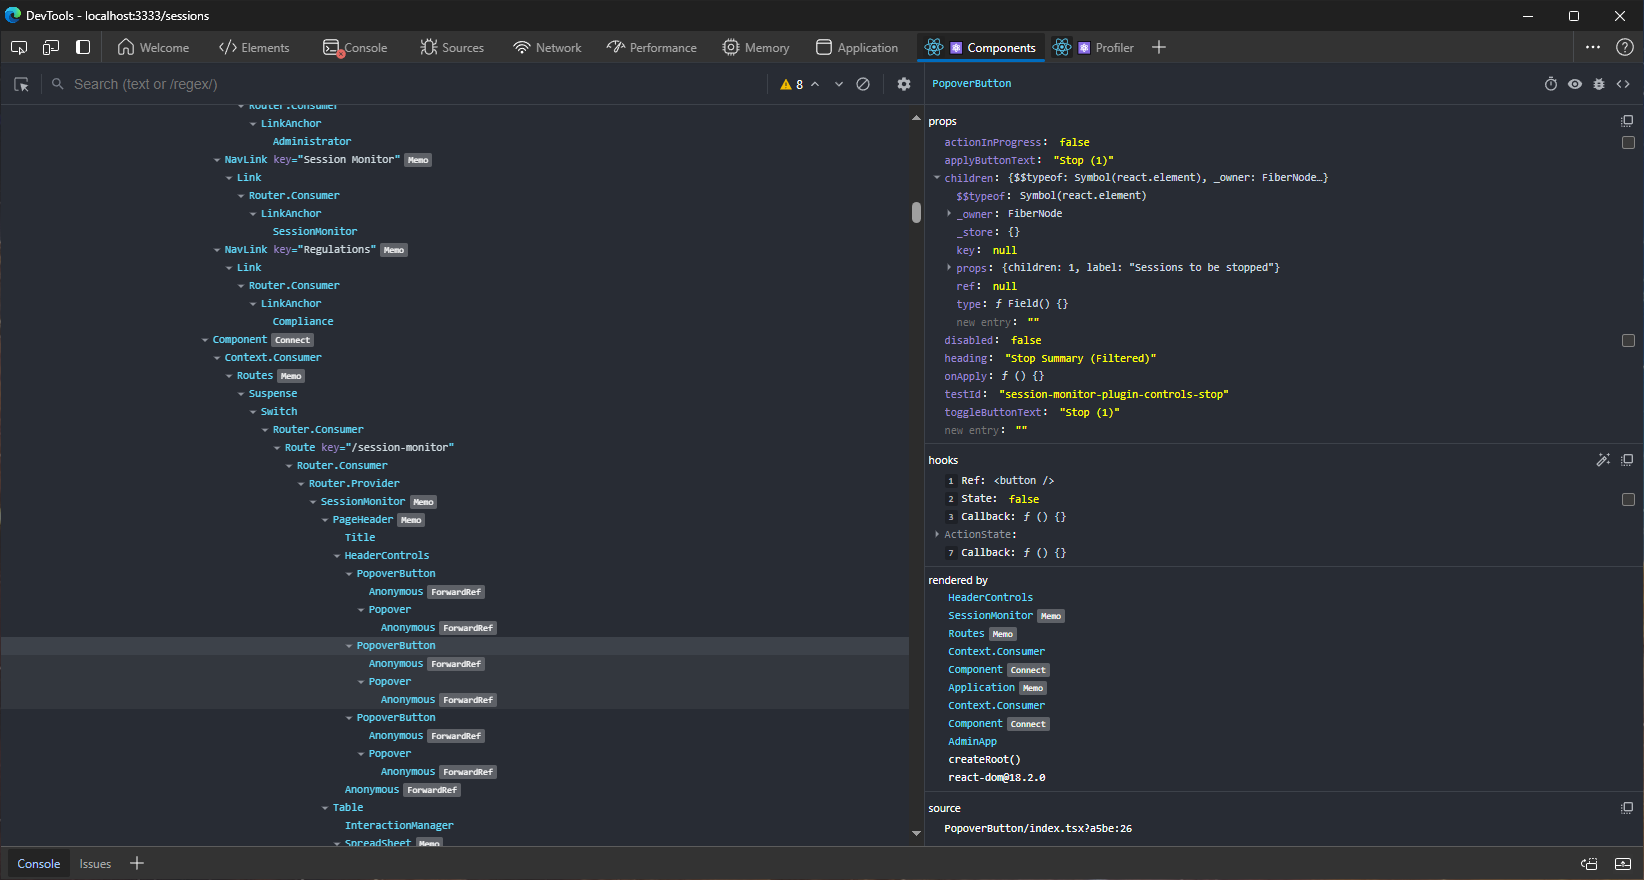 DevTools - localhost:3333/sessions
Welcome
Elements
Console
Sources
Network
Performance
Memory
Application
Components
Profiler
Search (text or /regex/)
8
Router.Consumer
LinkAnchor
Administrator
NavLink key="Session Monitor" Memo
Link
Router.Consumer
LinkAnchor
SessionMonitor
NavLink key="Regulations" Memo
Link
Router.Consumer
LinkAnchor
Compliance
Component Connect
Context.Consumer
Routes Memo
Suspense
Switch
Router.Consumer
Route key="/session-monitor"
Router.Consumer
Router.Provider
SessionMonitor Memo
PageHeader Memo
Title
HeaderControls
PopoverButton
Anonymous ForwardRef
Popover
Anonymous ForwardRef
PopoverButton
Anonymous ForwardRef
Popover
Anonymous ForwardRef
PopoverButton
Anonymous ForwardRef
Popover
Anonymous ForwardRef
Anonymous ForwardRef
Table
InteractionManager
SpreadSheet Memo
PopoverButton
props
actionInProgress: false
applyButtonText: "Stop (1)"
children: {$$typeof: Symbol(react.element), _owner: FiberNode…}
$$typeof: Symbol(react.element)
_owner: FiberNode
_store: {}
key: null
props: {children: 1, label: "Sessions to be stopped"}
ref: null
type: ƒ Field() {}
new entry: ""
disabled: false
heading: "Stop Summary (Filtered)"
onApply: ƒ () {}
testId: "session-monitor-plugin-controls-stop"
toggleButtonText: "Stop (1)"
new entry: ""
hooks
1 Ref: <button />
2 State: false
3 Callback: ƒ () {}
ActionState:
7 Callback: ƒ () {}
rendered by
HeaderControls
SessionMonitor Memo
Routes Memo
Context.Consumer
Component Connect
Application Memo
Context.Consumer
Component Connect
AdminApp
createRoot()
react-dom@18.2.0
source
PopoverButton/index.tsx?a5be:26
Console
Issues